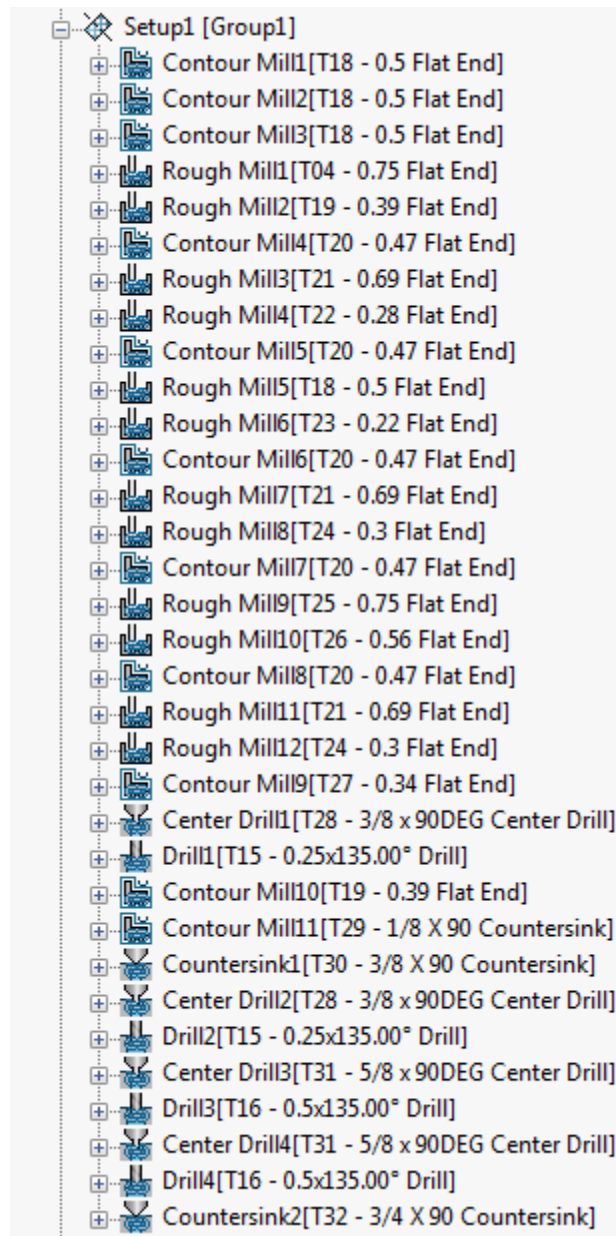 Setup1 [Group1]
Contour Mill1[T18 - 0.5 Flat End]
Contour Mill2[T18 - 0.5 Flat End]
Contour Mill3[T18 - 0.5 Flat End]
Rough Mill1[T04 - 0.75 Flat End]
Rough Mill2[T19 - 0.39 Flat End]
Contour Mill4[T20 - 0.47 Flat End]
Rough Mill3[T21 - 0.69 Flat End]
Rough Mill4[T22 - 0.28 Flat End]
Contour Mill5[T20 - 0.47 Flat End]
Rough Mill5[T18 - 0.5 Flat End]
Rough Mill6[T23 - 0.22 Flat End]
Contour Mill6[T20 - 0.47 Flat End]
Rough Mill7[T21 - 0.69 Flat End]
Rough Mill8[T24 - 0.3 Flat End]
Contour Mill7[T20 - 0.47 Flat End]
Rough Mill9[T25 - 0.75 Flat End]
Rough Mill10[T26 - 0.56 Flat End]
Contour Mill8[T20 - 0.47 Flat End]
Rough Mill11[T21 - 0.69 Flat End]
Rough Mill12[T24 - 0.3 Flat End]
Contour Mill9[T27 - 0.34 Flat End]
Center Drill1[T28 - 3/8 x 90DEG Center Drill]
Drill1[T15 - 0.25x135.00° Drill]
Contour Mill10[T19 - 0.39 Flat End]
Contour Mill11[T29 - 1/8 X 90 Countersink]
Countersink1[T30 - 3/8 X 90 Countersink]
Center Drill2[T28 - 3/8 x 90DEG Center Drill]
Drill2[T15 - 0.25x135.00° Drill]
Center Drill3[T31 - 5/8 x 90DEG Center Drill]
Drill3[T16 - 0.5x135.00° Drill]
Center Drill4[T31 - 5/8 x 90DEG Center Drill]
Drill4[T16 - 0.5x135.00° Drill]
Countersink2[T32 - 3/4 X 90 Countersink]